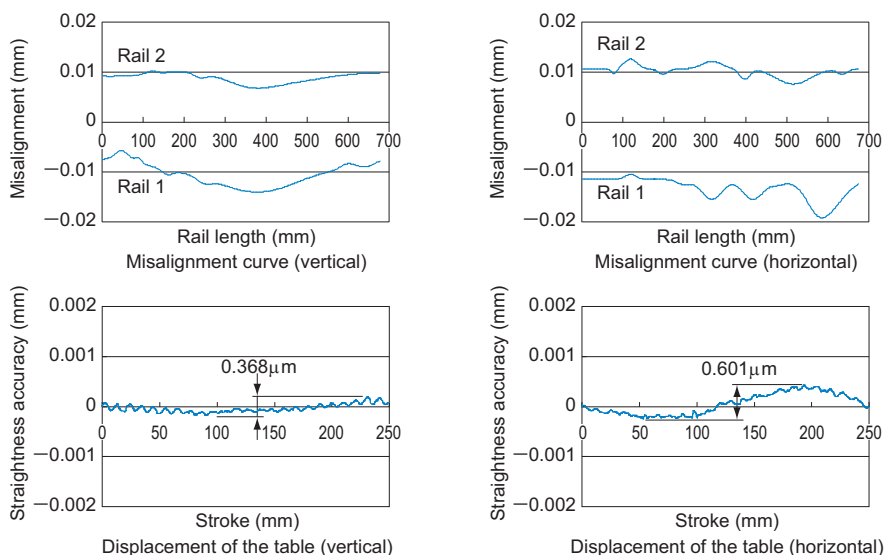 Misalignment (mm)
0.02
0.01
0
−0.01
−0.02
Rail 2
0 100 200 300 400 500 600 700
Rail 1
Rail length (mm)
Misalignment curve (vertical)
Misalignment (mm)
0.02
0.01
0
−0.01
−0.02
Rail 2
0 100 200 300 400 500 600 700
Rail 1
Rail length (mm)
Misalignment curve (horizontal)
Straightness accuracy (mm)
0.002
0.001
0
−0.001
−0.002
0.368μm
0 50 100 150 200 250
Stroke (mm)
Displacement of the table (vertical)
Straightness accuracy (mm)
0.002
0.001
0
−0.001
−0.002
0.601μm
0 50 100 150 200 250
Stroke (mm)
Displacement of the table (horizontal)